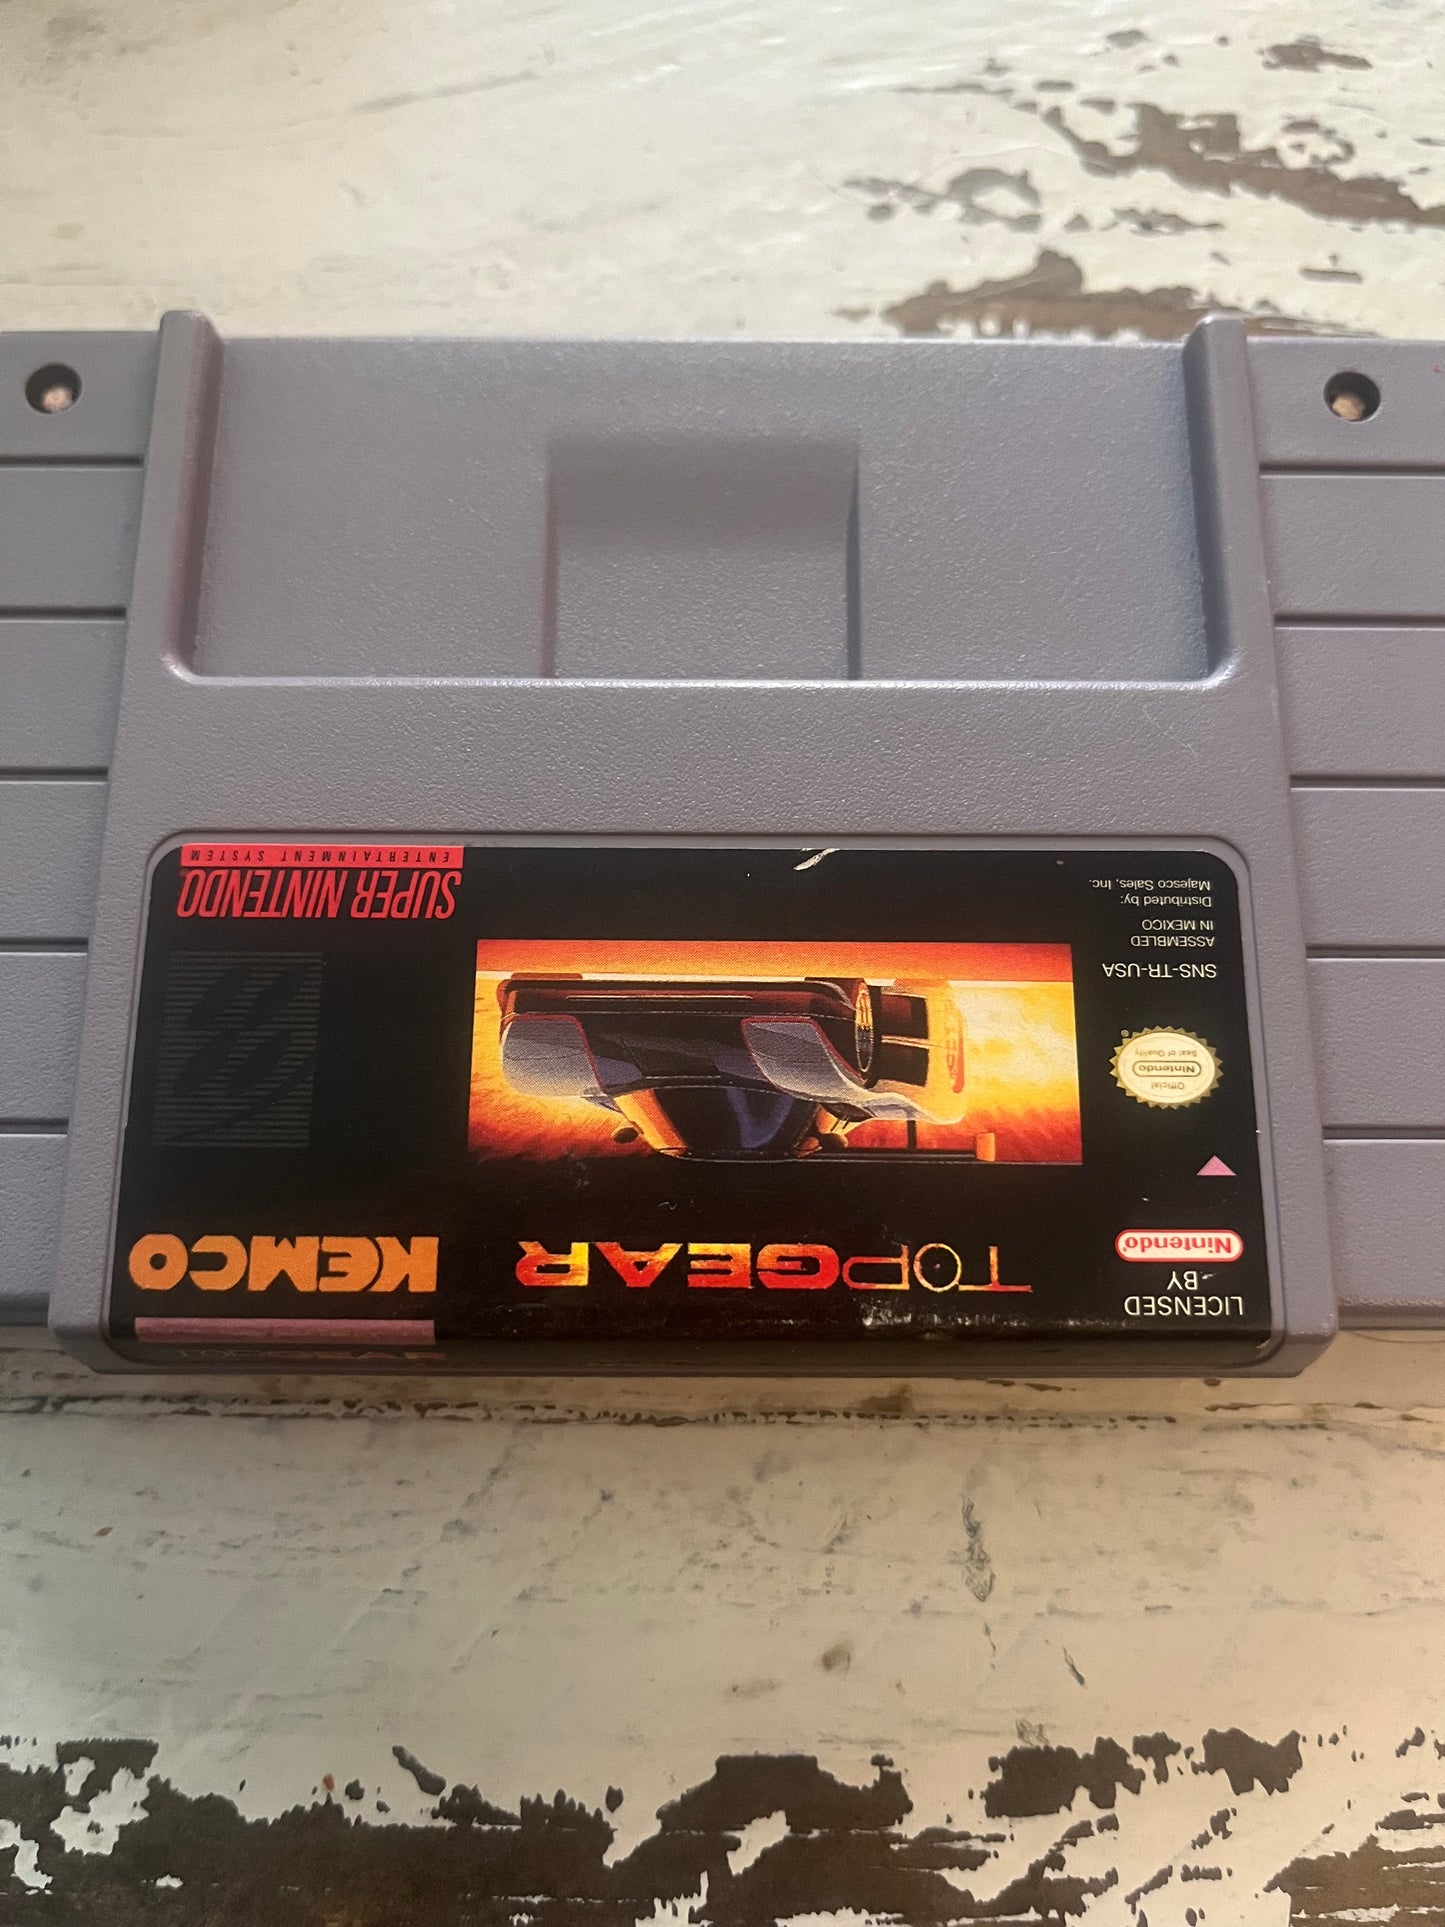 TOPGEAR
LICENSED
BY
Nintendo®
TOPGEAR
KEMCO
Official
Nintendo
Seal of Quality
®
SNS-TR-USA
ASSEMBLED
IN MEXICO
Distributed by:
Majesco Sales, Inc.
SUPER NINTENDO®
ENTERTAINMENT SYSTEM